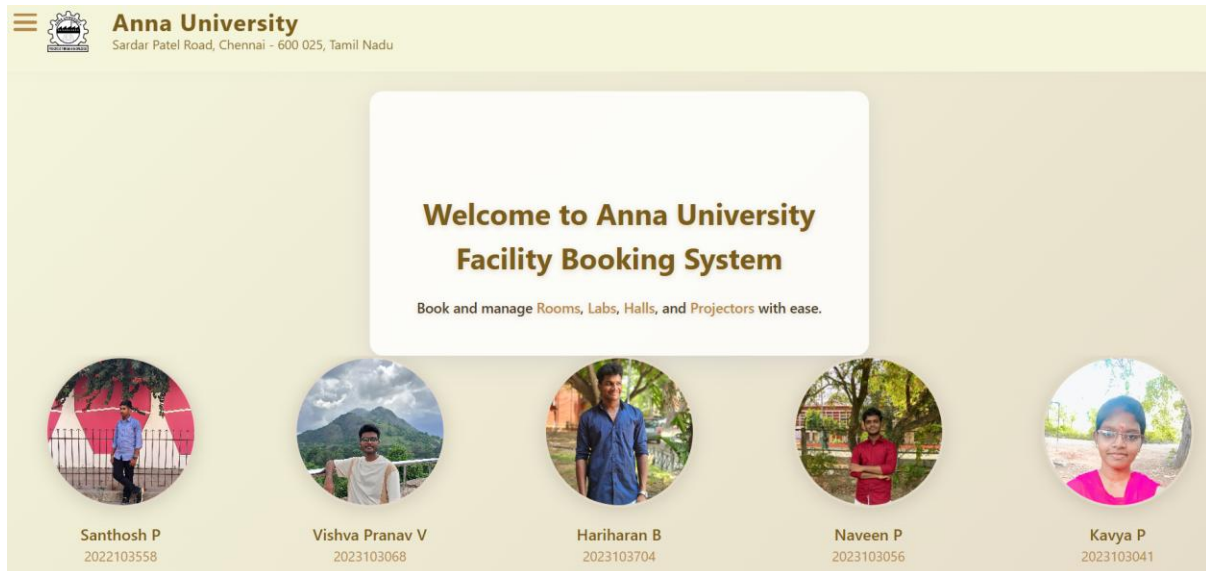 Anna University
Sardar Patel Road, Chennai - 600 025, Tamil Nadu
Welcome to Anna University
Facility Booking System
Book and manage Rooms, Labs, Halls, and Projectors with ease.
Santhosh P
2022103558
Vishva Pranav V
2023103068
Hariharan B
2023103704
Naveen P
2023103056
Kavya P
2023103041